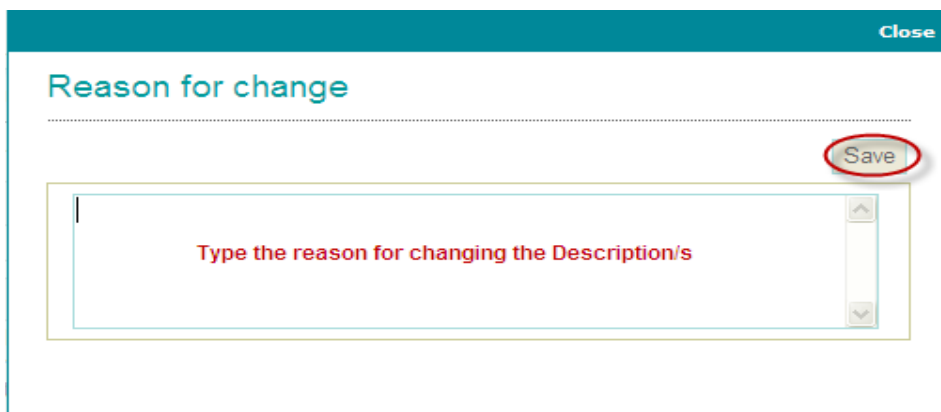 Close
Reason for change
Save
Type the reason for changing the Description/s